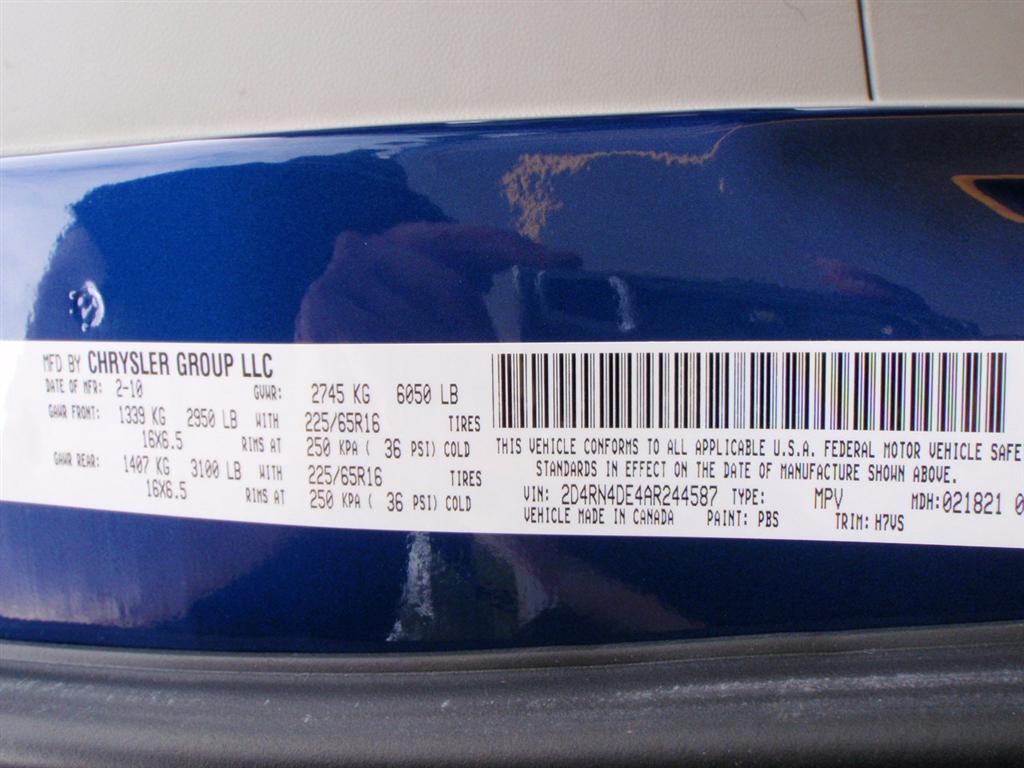 MFD BY CHRYSLER GROUP LLC
DATE OF MFR: 2-10 GVWR: 2745 KG 6050 LB
GAWR FRONT: 1339 KG 2950 LB WITH 225/65R16 TIRES
16X6.5 RIMS AT 250 KPA ( 36 PSI) COLD
GAWR REAR: 1407 KG 3100 LB WITH 225/65R16 TIRES
16X6.5 RIMS AT 250 KPA ( 36 PSI) COLD
THIS VEHICLE CONFORMS TO ALL APPLICABLE U.S.A. FEDERAL MOTOR VEHICLE SAFE
STANDARDS IN EFFECT ON THE DATE OF MANUFACTURE SHOWN ABOVE.
VIN: 2D4RN4DE4AR244587 TYPE: MPV MDH:021821 0
VEHICLE MADE IN CANADA PAINT: PBS TRIM: H7VS